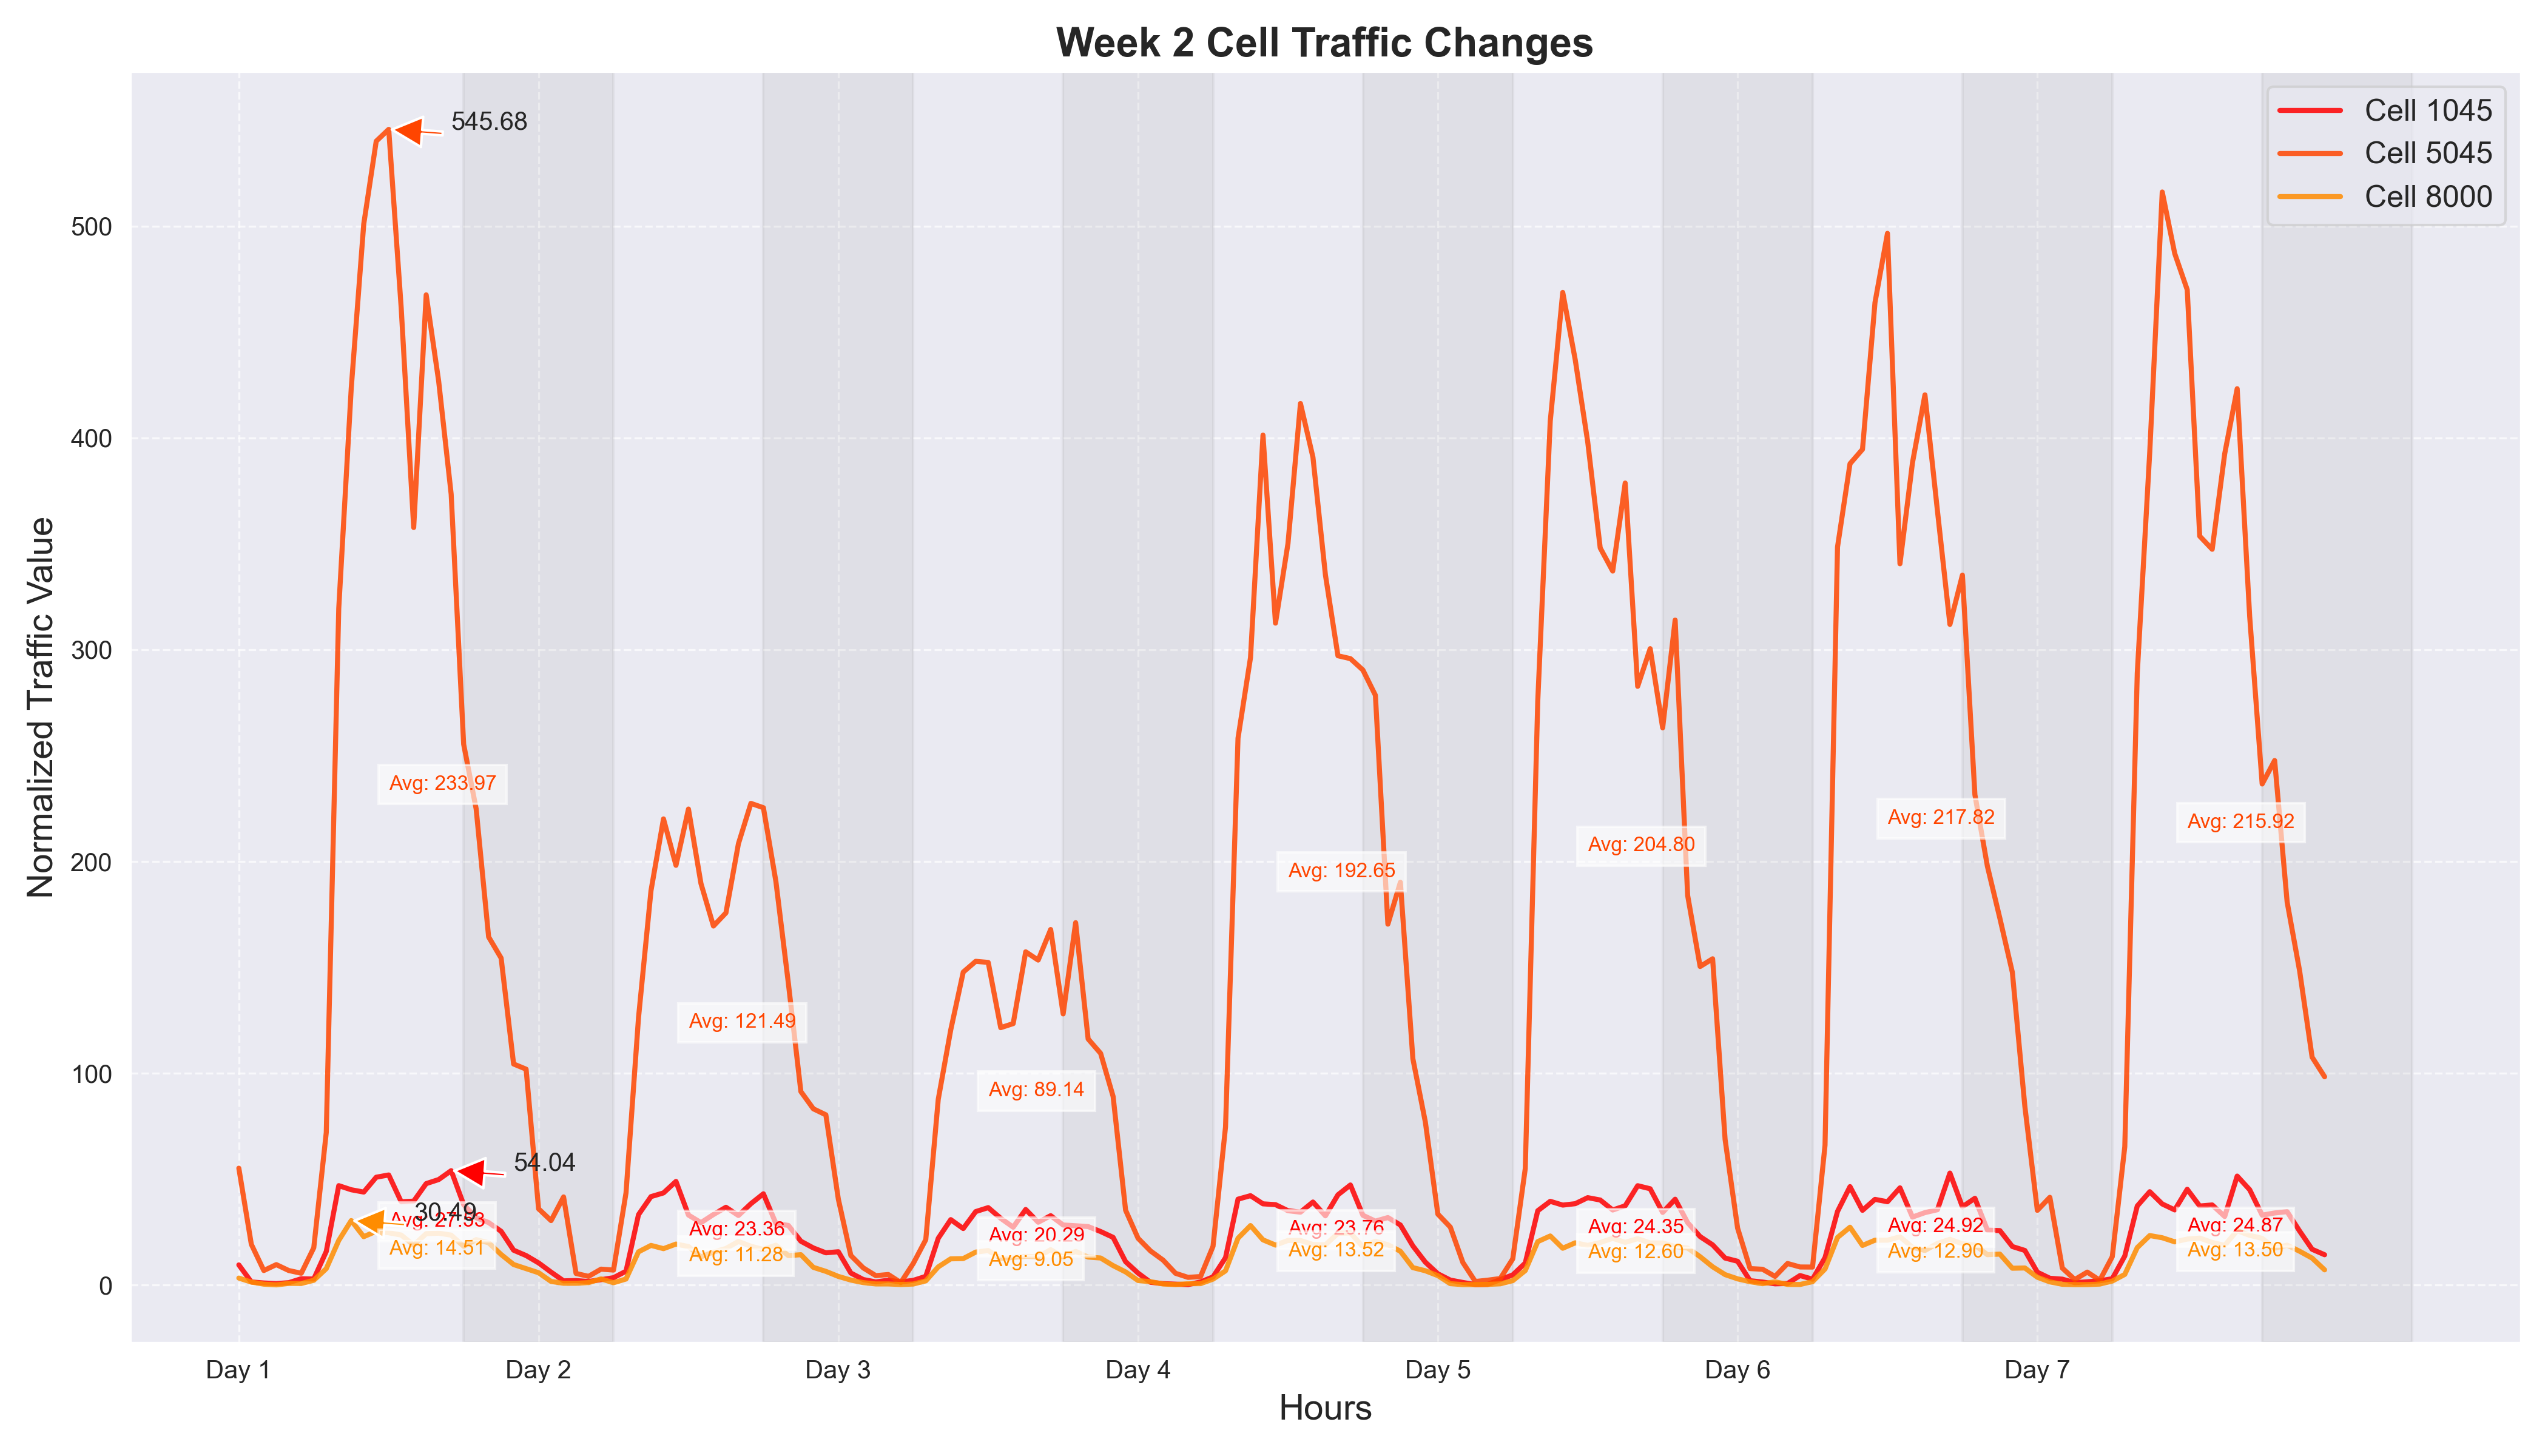 Week 2 Cell Traffic Changes
Cell 1045
Cell 5045
Cell 8000
545.68
54.04
30.49
Avg: 233.97
Avg: 121.49
Avg: 89.14
Avg: 192.65
Avg: 204.80
Avg: 217.82
Avg: 215.92
Avg: 23.36
Avg: 20.29
Avg: 23.76
Avg: 24.35
Avg: 24.92
Avg: 24.87
Avg: 14.51
Avg: 11.28
Avg: 9.05
Avg: 13.52
Avg: 12.60
Avg: 12.90
Avg: 13.50
Normalized Traffic Value
500
400
300
200
100
0
Day 1
Day 2
Day 3
Day 4
Day 5
Day 6
Day 7
Hours